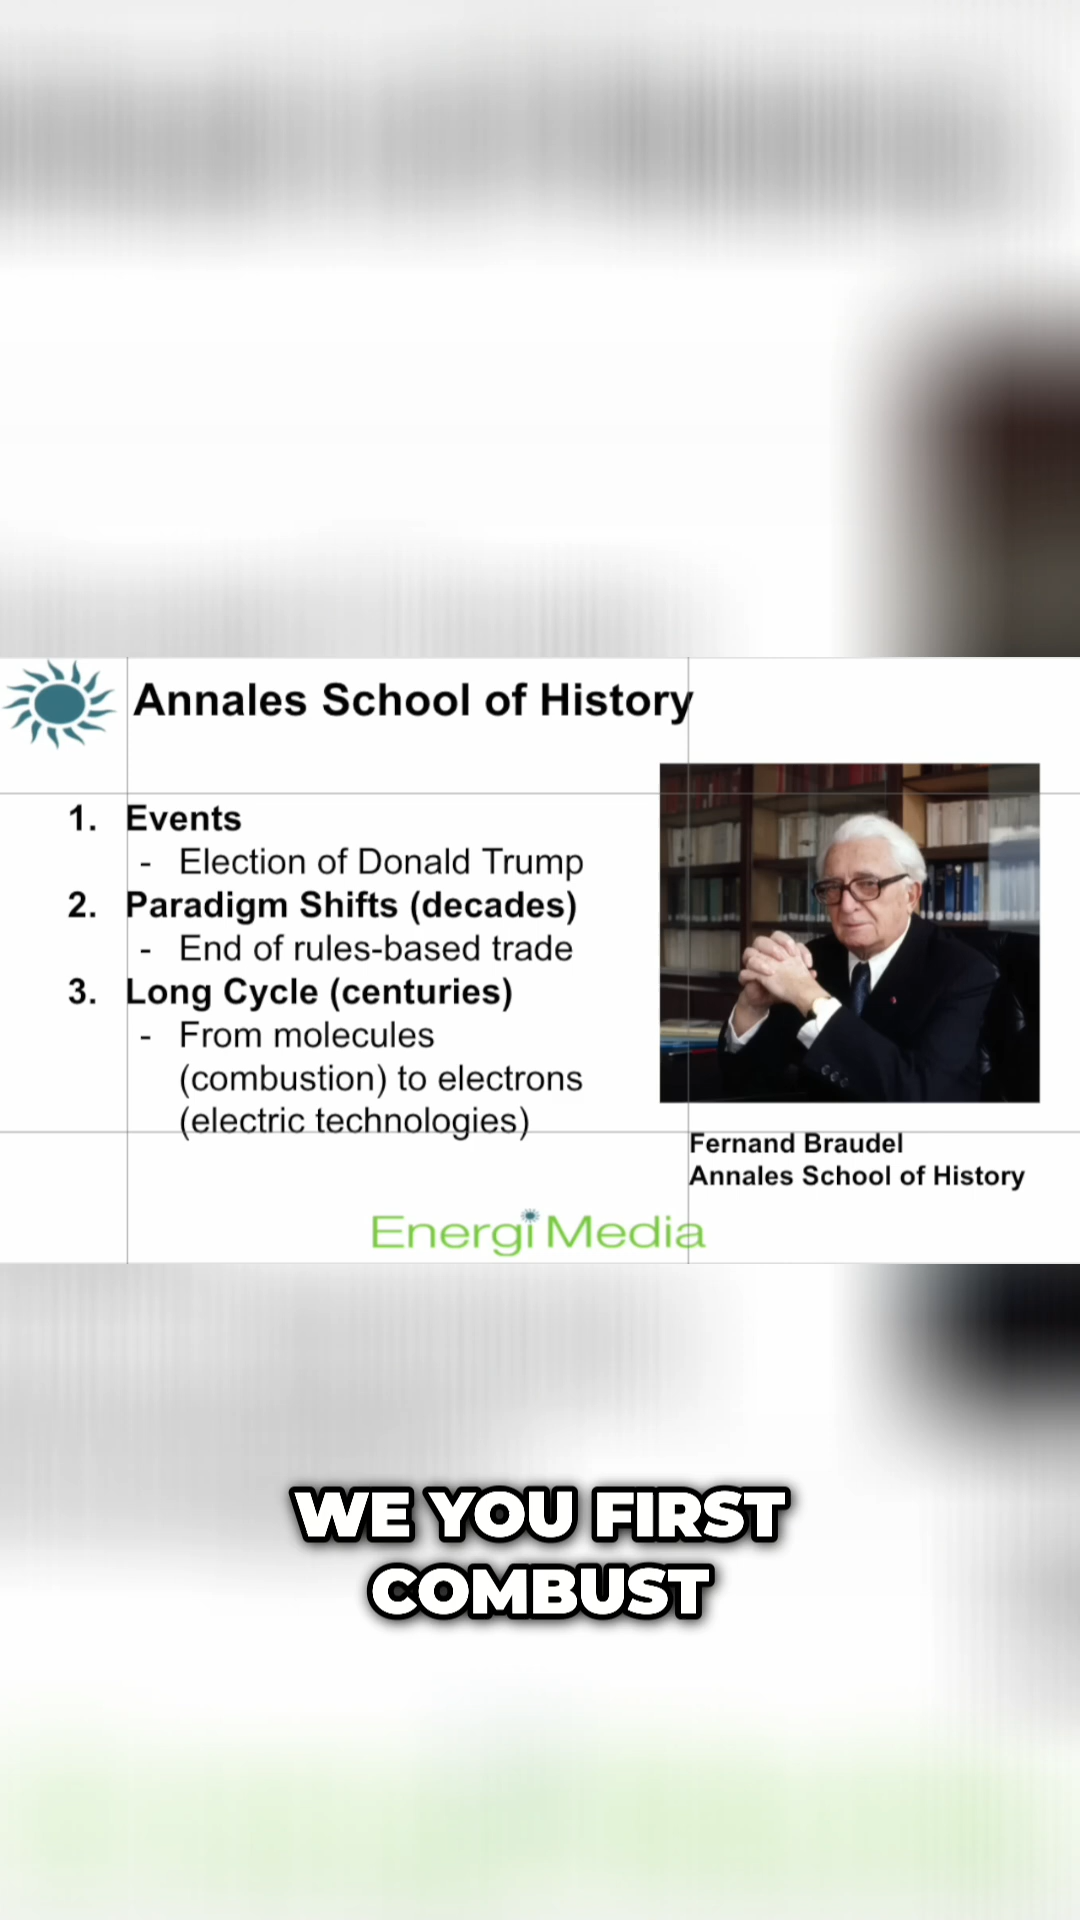 Annales School of History
1. Events
- Election of Donald Trump
2. Paradigm Shifts (decades)
- End of rules-based trade
3. Long Cycle (centuries)
- From molecules
(combustion) to electrons
(electric technologies)
Fernand Braudel
Annales School of History
Energi Media
WE YOU FIRST
COMBUST